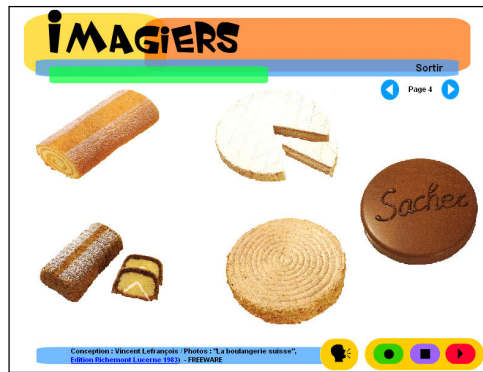 iMAGiERS
Sortir
Page 4
Sacher
Conception : Vincent Lefrançois / Photos : "La boulangerie suisse",
Edition Richemont Lucerne 1983) - FREEWARE